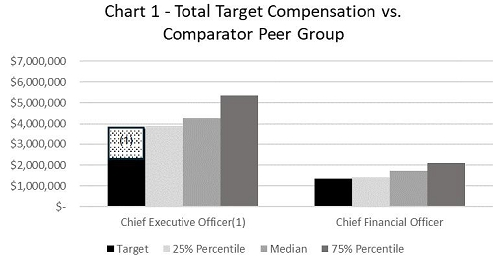 Chart 1 - Total Target Compensation vs.
Comparator Peer Group
$7,000,000
$6,000,000
$5,000,000
$4,000,000
$3,000,000
$2,000,000
$1,000,000
$-
(1)
Chief Executive Officer(1)
Chief Financial Officer
Target
25% Percentile
Median
75% Percentile